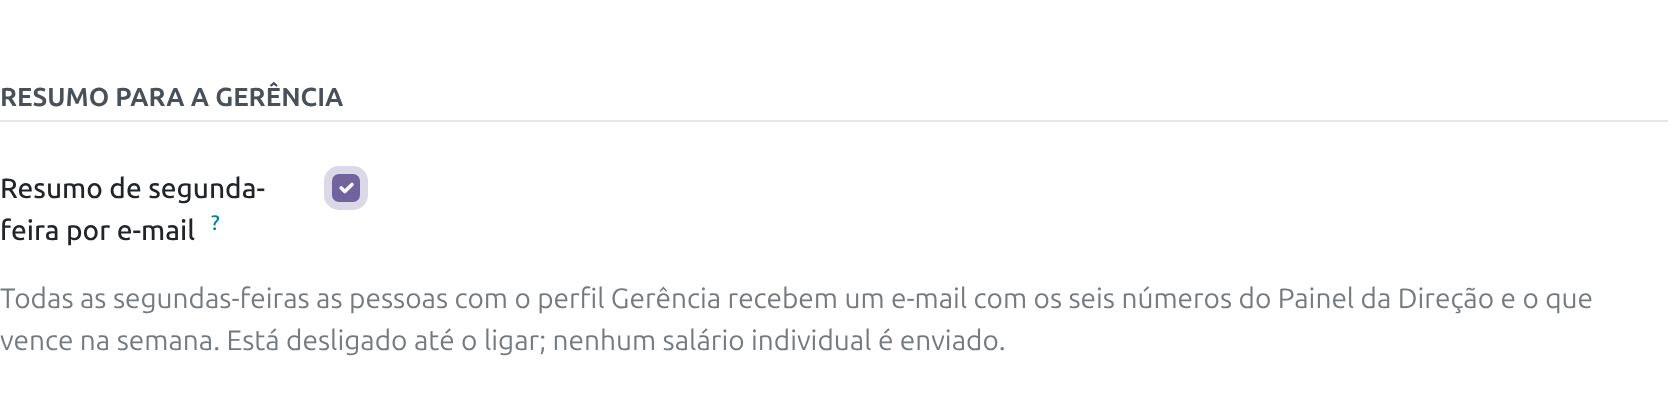 RESUMO PARA A GERÊNCIA
Resumo de segunda-
feira por e-mail ?
Todas as segundas-feiras as pessoas com o perfil Gerência recebem um e-mail com os seis números do Painel da Direção e o que
vence na semana. Está desligado até o ligar; nenhum salário individual é enviado.